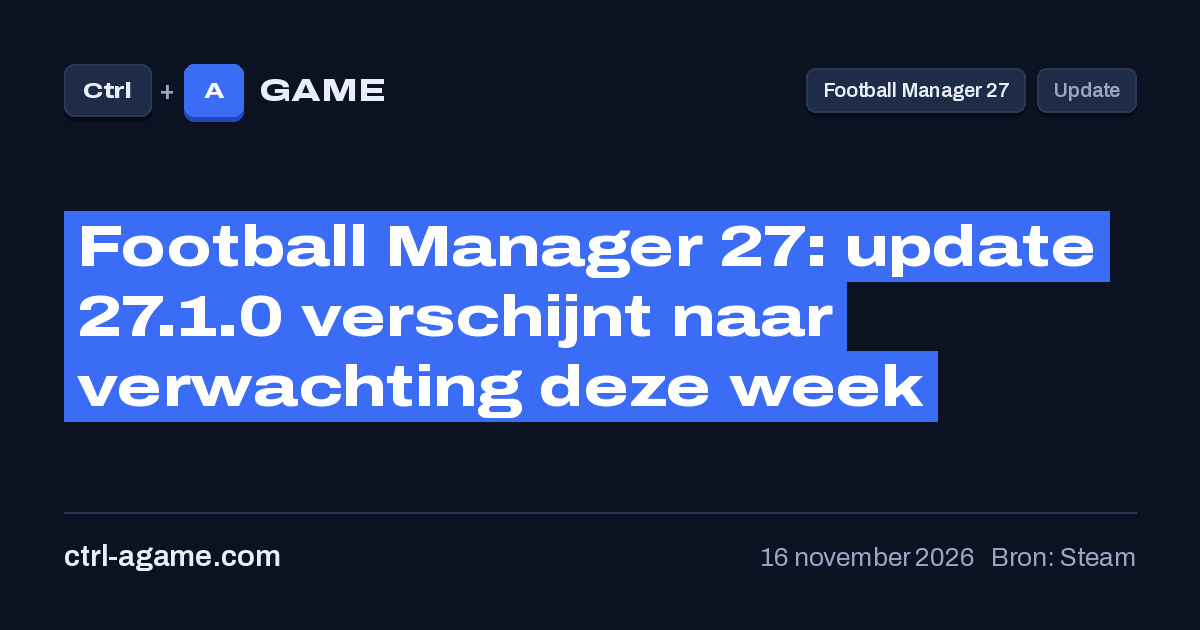 Ctrl + A GAME
Football Manager 27
Update
Football Manager 27: update
27.1.0 verschijnt naar
verwachting deze week
ctrl-agame.com
16 november 2026 Bron: Steam